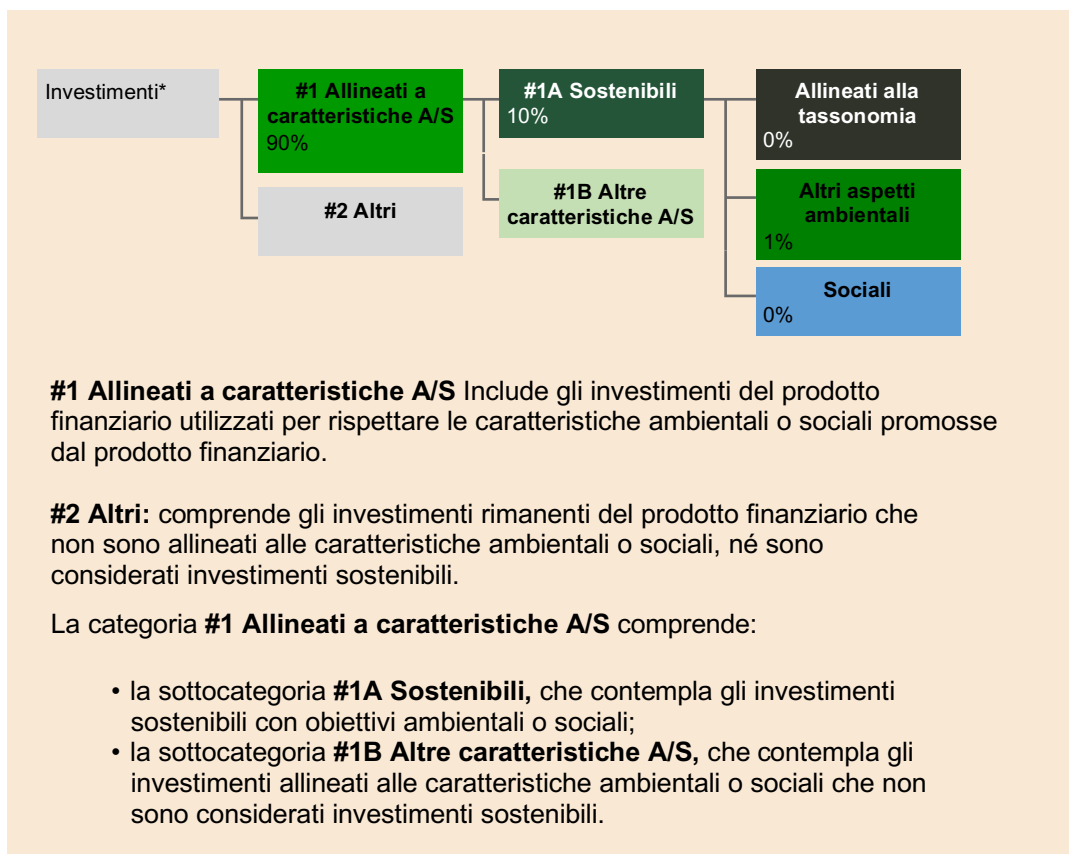 Investimenti*
#1 Allineati a
caratteristiche A/S
90%
#2 Altri
#1A Sostenibili
10%
#1B Altre
caratteristiche A/S
Allineati alla
tassonomia
0%
Altri aspetti
ambientali
1%
Sociali
0%
#1 Allineati a caratteristiche A/S Include gli investimenti del prodotto
finanziario utilizzati per rispettare le caratteristiche ambientali o sociali promosse
dal prodotto finanziario.
#2 Altri: comprende gli investimenti rimanenti del prodotto finanziario che
non sono allineati alle caratteristiche ambientali o sociali, né sono
considerati investimenti sostenibili.
La categoria #1 Allineati a caratteristiche A/S comprende:
• la sottocategoria #1A Sostenibili, che contempla gli investimenti
sostenibili con obiettivi ambientali o sociali;
• la sottocategoria #1B Altre caratteristiche A/S, che contempla gli
investimenti allineati alle caratteristiche ambientali o sociali che non
sono considerati investimenti sostenibili.